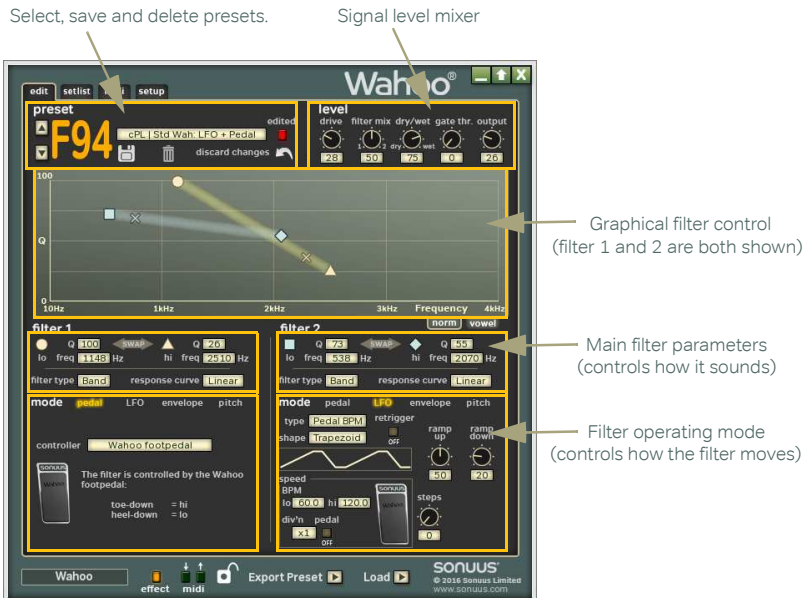 Select, save and delete presets.
Signal level mixer
Wahoo®
edit setlist midi setup
preset
F94
cPL | Std Wah: LFO + Pedal
edited
discard changes
level
drive filter mix dry/wet gate thr. output
1 2 dry wet
28 50 75 0 26
100
Q
0
10Hz 1kHz 2kHz 3kHz Frequency 4kHz
norm vowel
Graphical filter control
(filter 1 and 2 are both shown)
filter 1
Q 100 SWAP Q 26
lo freq 1148 Hz hi freq 2510 Hz
filter type Band response curve Linear
filter 2
Q 73 SWAP Q 55
lo freq 538 Hz hi freq 2070 Hz
filter type Band response curve Linear
Main filter parameters
(controls how it sounds)
mode pedal LFO envelope pitch
controller Wahoo footpedal
sonuus
Wahoo
The filter is controlled by the Wahoo
footpedal:
toe-down = hi
heel-down = lo
mode pedal LFO envelope pitch
type Pedal BPM retrigger
OFF
shape Trapezoid
ramp up
ramp down
50 20
speed
BPM
lo 60.0 hi 120.0
div'n pedal
x1 OFF
sonuus
Wahoo
steps
0
Filter operating mode
(controls how the filter moves)
Wahoo
effect midi
Export Preset
Load
sonuus®
© 2016 Sonuus Limited
www.sonuus.com